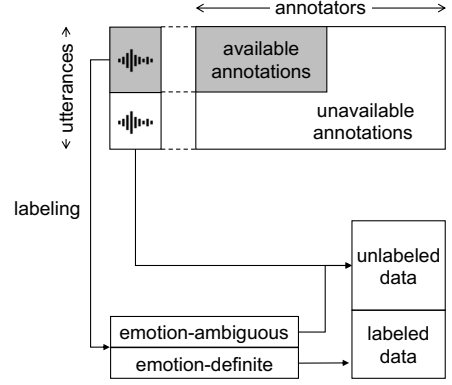 annotators
utterances
available
annotations
unavailable
annotations
labeling
unlabeled
data
emotion-ambiguous
emotion-definite
labeled
data